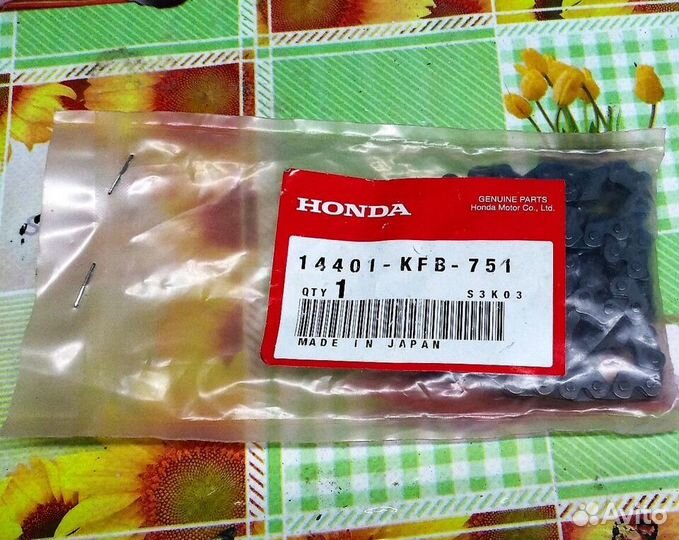 HONDA
GENUINE PARTS
Honda Motor Co., Ltd.
14401-KFB-751
QTY 1 S3K03
MADE IN JAPAN
Avito